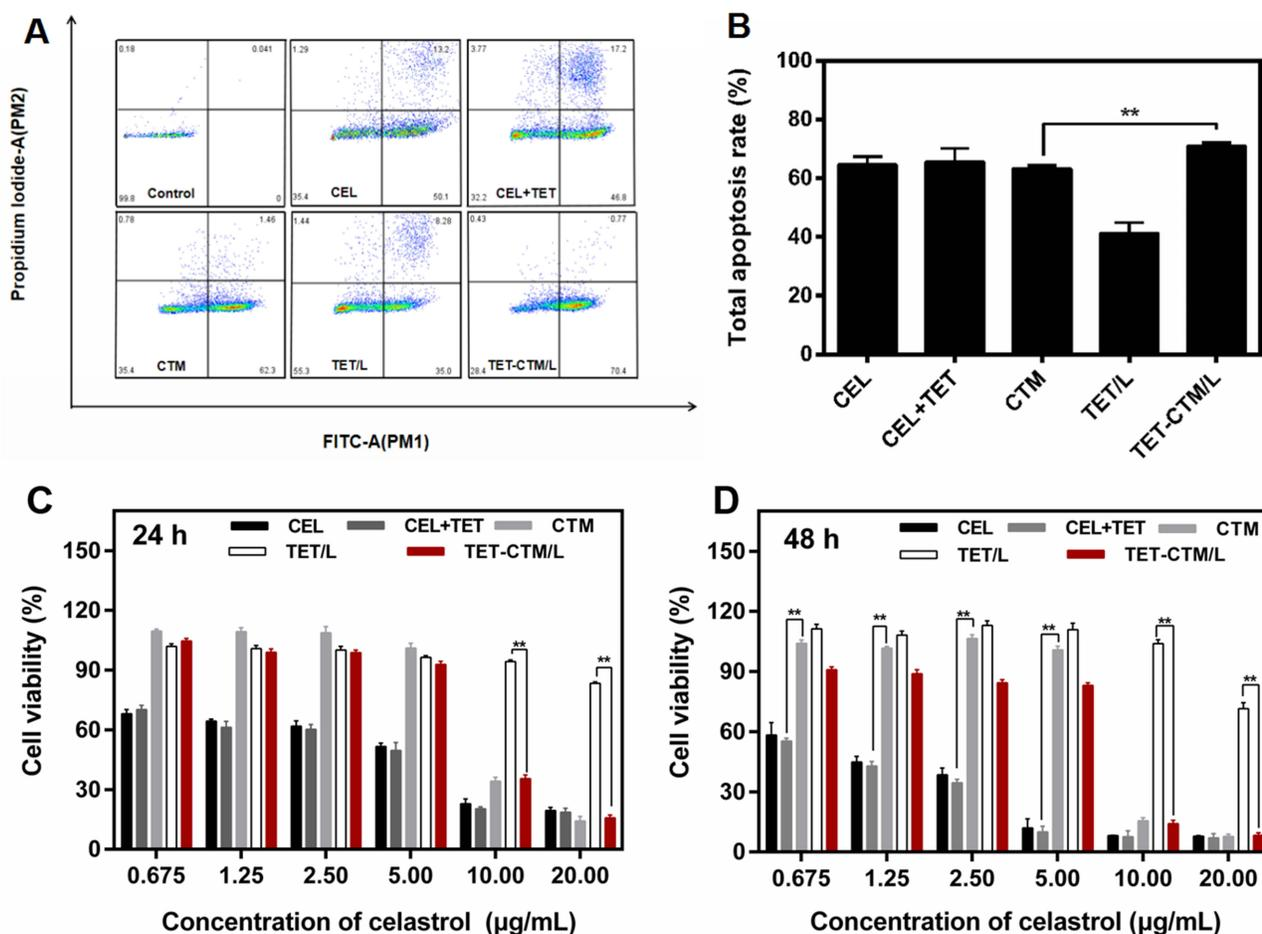 A
Propidium Iodide-A(PM2)
0.18 0.041
Control
99.8 0
1.29 13.2
CEL
35.4 50.1
3.77 17.2
CEL+TET
32.2 46.8
0.78 1.46
CTM
35.4 62.3
1.44 8.28
TET/L
55.3 35.0
0.43 0.77
TET-CTM/L
28.4 70.4
FITC-A(PM1)
B
Total apoptosis rate (%)
100
80
60
40
20
0
**
CEL
CEL+TET
CTM
TET/L
TET-CTM/L
C
24 h
CEL CEL+TET CTM
TET/L TET-CTM/L
Cell viability (%)
150
120
90
60
30
0
** **
0.675 1.25 2.50 5.00 10.00 20.00
Concentration of celastrol (μg/mL)
D
48 h
CEL CEL+TET CTM
TET/L TET-CTM/L
Cell viability (%)
150
120
90
60
30
0
** ** ** ** ** **
0.675 1.25 2.50 5.00 10.00 20.00
Concentration of celastrol (μg/mL)